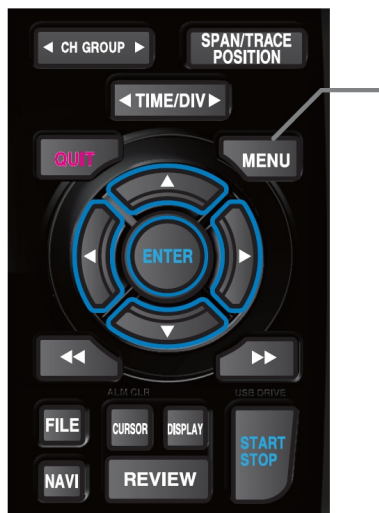 ◀ CH GROUP ▶
SPAN/TRACE
POSITION
◀ TIME/DIV ▶
QUIT
MENU
ENTER
ALM CLR
USB DRIVE
FILE
CURSOR
DISPLAY
START
STOP
NAVI
REVIEW